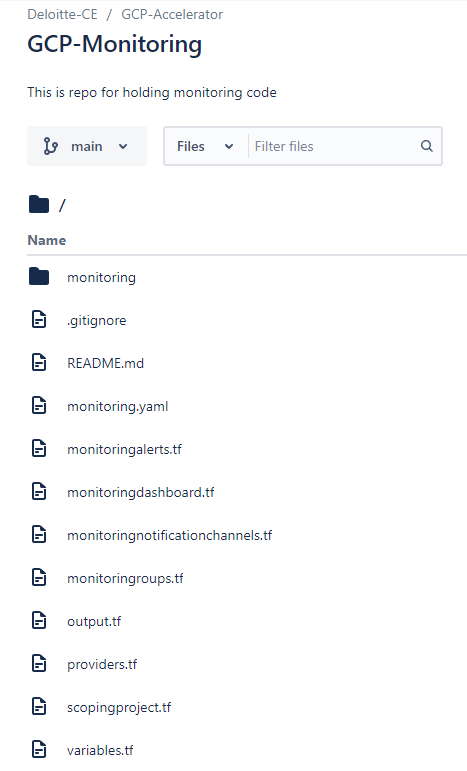 Deloitte-CE / GCP-Accelerator
GCP-Monitoring
This is repo for holding monitoring code
main
Files
Filter files
/
Name
monitoring
.gitignore
README.md
monitoring.yaml
monitoringalerts.tf
monitoringdashboard.tf
monitoringnotificationchannels.tf
monitoringroups.tf
output.tf
providers.tf
scopingproject.tf
variables.tf